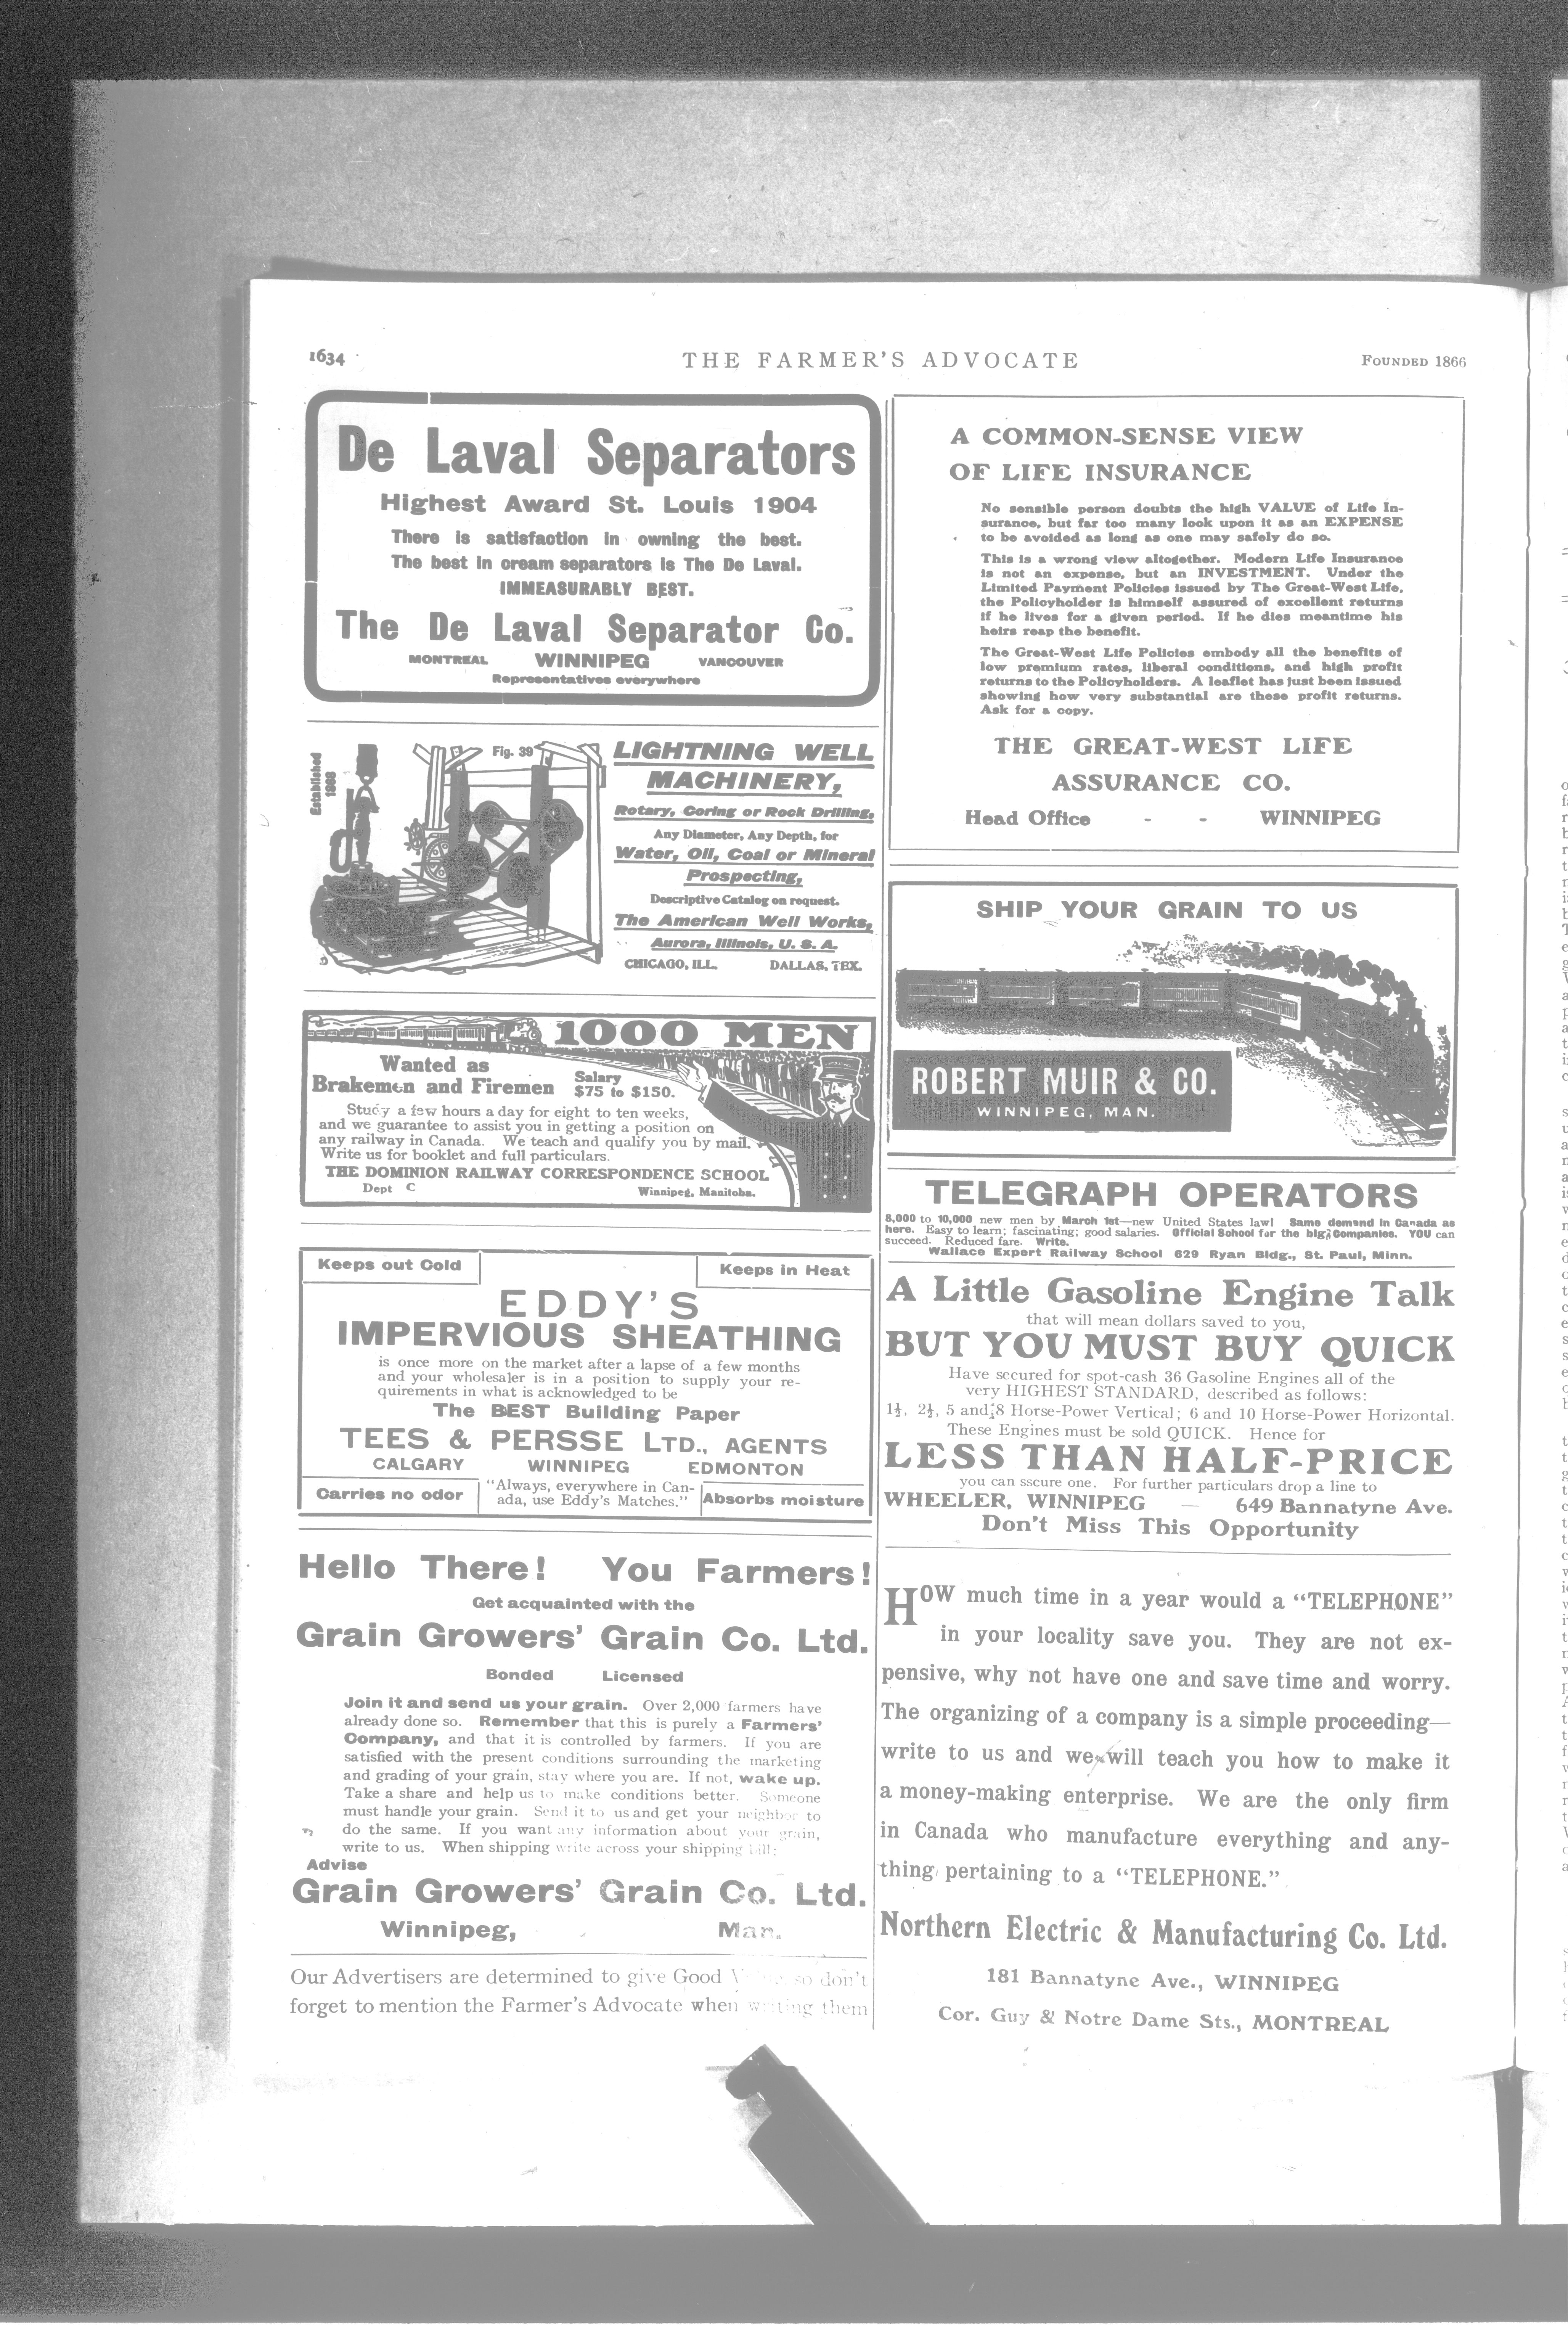 1634
THE FARMER'S ADVOCATE
FOUNDED 1866
De Laval Separators
Highest Award St. Louis 1904
There is satisfaction in owning the best.
The best in cream separators is The De Laval.
IMMEASURABLY BEST.
The De Laval Separator Co.
MONTREAL WINNIPEG VANCOUVER
Representatives everywhere
Established
1868
Fig. 39
LIGHTNING WELL
MACHINERY,
Rotary, Coring or Rock Drilling,
Any Diameter, Any Depth, for
Water, Oil, Coal or Mineral
Prospecting,
Descriptive Catalog on request.
The American Well Works,
Aurora, Illinois, U. S. A.
CHICAGO, ILL. DALLAS, TEX.
1000 MEN
Wanted as
Brakemen and Firemen
Salary
$75 to $150.
Study a few hours a day for eight to ten weeks,
and we guarantee to assist you in getting a position on
any railway in Canada. We teach and qualify you by mail.
Write us for booklet and full particulars.
THE DOMINION RAILWAY CORRESPONDENCE SCHOOL
Dept C Winnipeg, Manitoba.
Keeps out Cold
Keeps in Heat
EDDY'S
IMPERVIOUS SHEATHING
is once more on the market after a lapse of a few months
and your wholesaler is in a position to supply your re-
quirements in what is acknowledged to be
The BEST Building Paper
TEES & PERSSE LTD., AGENTS
CALGARY WINNIPEG EDMONTON
Carries no odor
"Always, everywhere in Can-
ada, use Eddy's Matches."
Absorbs moisture
Hello There! You Farmers!
Get acquainted with the
Grain Growers' Grain Co. Ltd.
Bonded Licensed
Join it and send us your grain. Over 2,000 farmers have
already done so. Remember that this is purely a Farmers'
Company, and that it is controlled by farmers. If you are
satisfied with the present conditions surrounding the marketing
and grading of your grain, stay where you are. If not, wake up.
Take a share and help us to make conditions better. Someone
must handle your grain. Send it to us and get your neighbor to
do the same. If you want any information about your grain,
write to us. When shipping write across your shipping bill:
Advise
Grain Growers' Grain Co. Ltd.
Winnipeg, Man.
Our Advertisers are determined to give Good so don't
forget to mention the Farmer's Advocate when writing them
A COMMON-SENSE VIEW
OF LIFE INSURANCE
No sensible person doubts the high VALUE of Life In-
surance, but far too many look upon it as an EXPENSE
to be avoided as long as one may safely do so.
This is a wrong view altogether. Modern Life Insurance
is not an expense, but an INVESTMENT. Under the
Limited Payment Policies issued by The Great-West Life,
the Policyholder is himself assured of excellent returns
if he lives for a given period. If he dies meantime his
heirs reap the benefit.
The Great-West Life Policies embody all the benefits of
low premium rates, liberal conditions, and high profit
returns to the Policyholders. A leaflet has just been issued
showing how very substantial are these profit returns.
Ask for a copy.
THE GREAT-WEST LIFE
ASSURANCE CO.
Head Office - - WINNIPEG
SHIP YOUR GRAIN TO US
ROBERT MUIR & CO.
WINNIPEG, MAN.
TELEGRAPH OPERATORS
8,000 to 10,000 new men by March 1st—new United States law! Same demand in Canada as
here. Easy to learn; fascinating; good salaries. Official School for the big Companies. YOU can
succeed. Reduced fare. Write.
Wallace Expert Railway School 629 Ryan Bldg., St. Paul, Minn.
A Little Gasoline Engine Talk
that will mean dollars saved to you,
BUT YOU MUST BUY QUICK
Have secured for spot-cash 36 Gasoline Engines all of the
very HIGHEST STANDARD, described as follows:
1½, 2½, 5 and 8 Horse-Power Vertical; 6 and 10 Horse-Power Horizontal.
These Engines must be sold QUICK. Hence for
LESS THAN HALF-PRICE
you can sscure one. For further particulars drop a line to
WHEELER, WINNIPEG — 649 Bannatyne Ave.
Don't Miss This Opportunity
HOW much time in a year would a "TELEPHONE"
in your locality save you. They are not ex-
pensive, why not have one and save time and worry.
The organizing of a company is a simple proceeding—
write to us and we will teach you how to make it
a money-making enterprise. We are the only firm
in Canada who manufacture everything and any-
thing pertaining to a "TELEPHONE."
Northern Electric & Manufacturing Co. Ltd.
181 Bannatyne Ave., WINNIPEG
Cor. Guy & Notre Dame Sts., MONTREAL